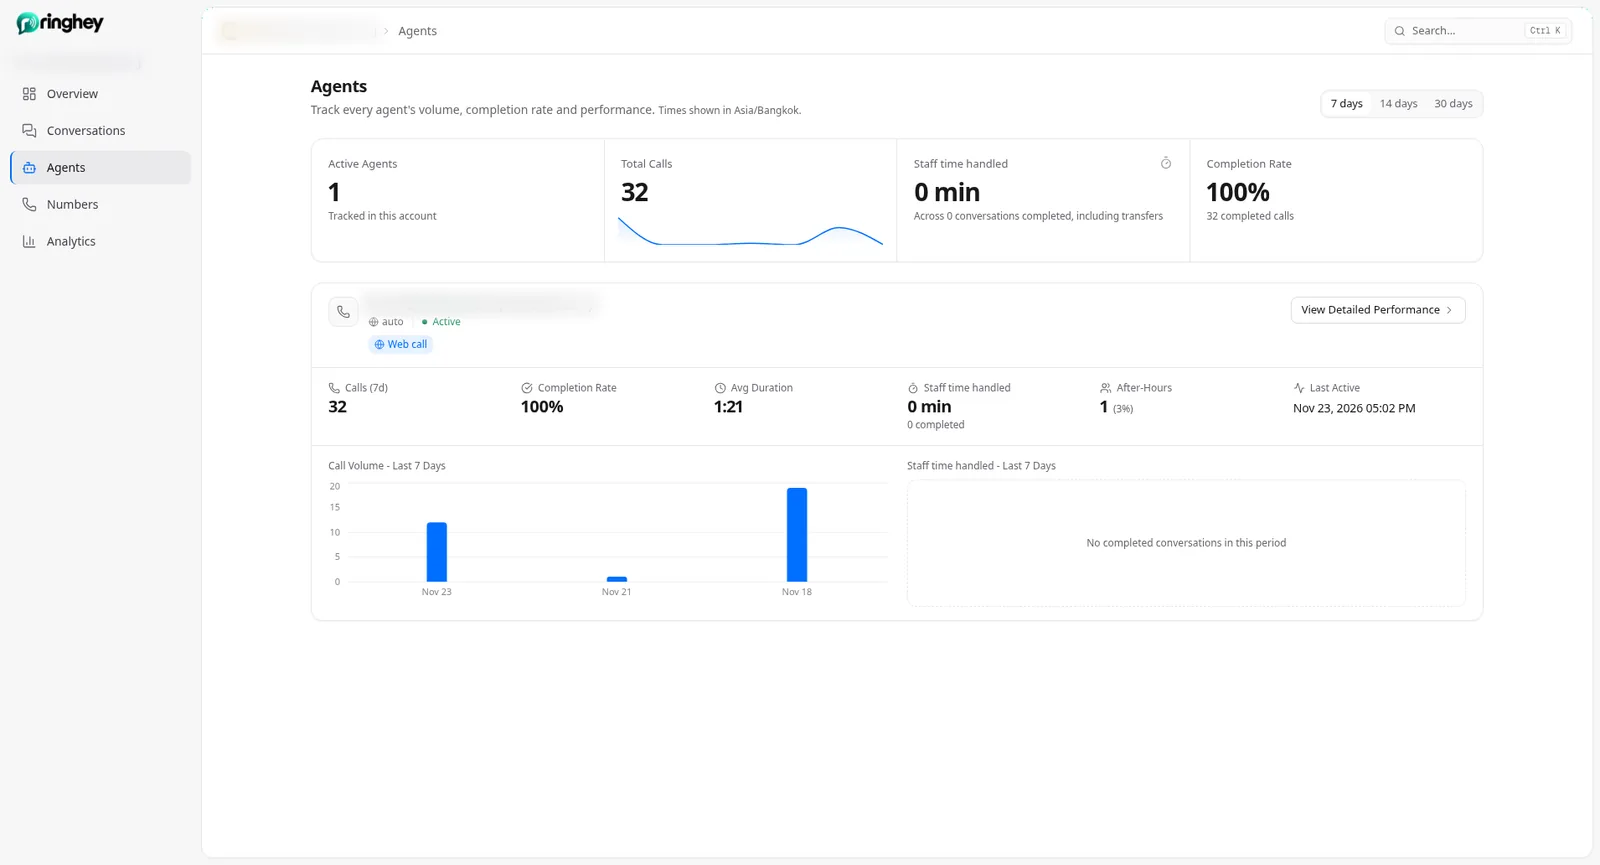 ringhey
Agents
Search...
Ctrl K
Overview
Conversations
Agents
Numbers
Analytics
Agents
Track every agent's volume, completion rate and performance. Times shown in Asia/Bangkok.
7 days
14 days
30 days
Active Agents
1
Tracked in this account
Total Calls
32
Staff time handled
0 min
Across 0 conversations completed, including transfers
Completion Rate
100%
32 completed calls
auto
Active
Web call
View Detailed Performance
Calls (7d)
32
Completion Rate
100%
Avg Duration
1:21
Staff time handled
0 min
0 completed
After-Hours
1 (3%)
Last Active
Nov 23, 2026 05:02 PM
Call Volume - Last 7 Days
20
15
10
5
0
Nov 23
Nov 21
Nov 18
Staff time handled - Last 7 Days
No completed conversations in this period